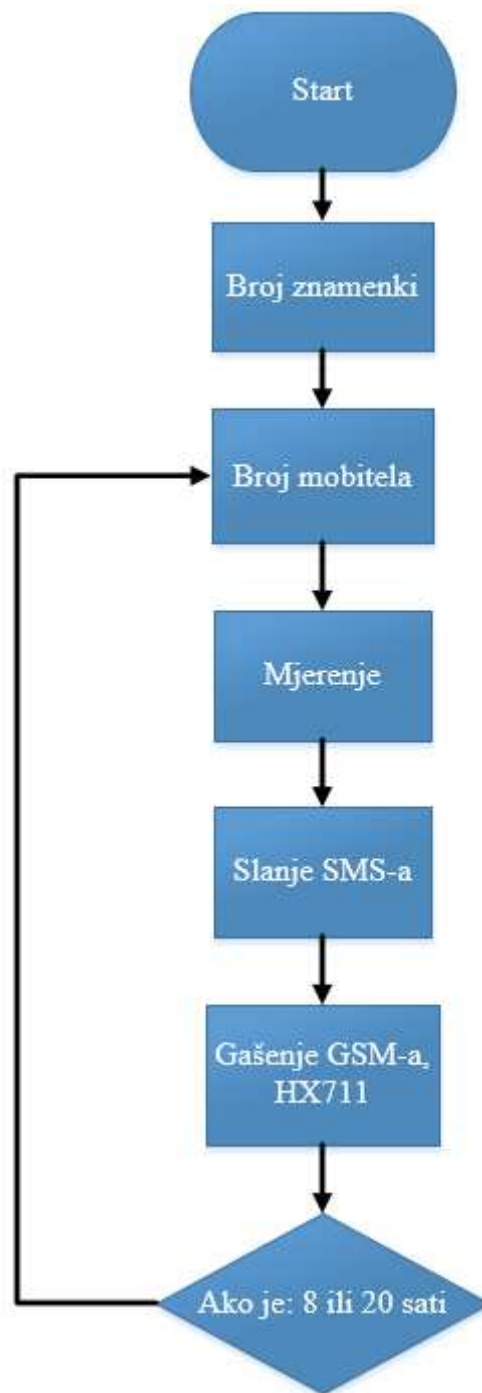 Start
Broj znamenki
Broj mobitela
Mjerenje
Slanje SMS-a
Gašenje GSM-a,
HX711
Ako je: 8 ili 20 sati